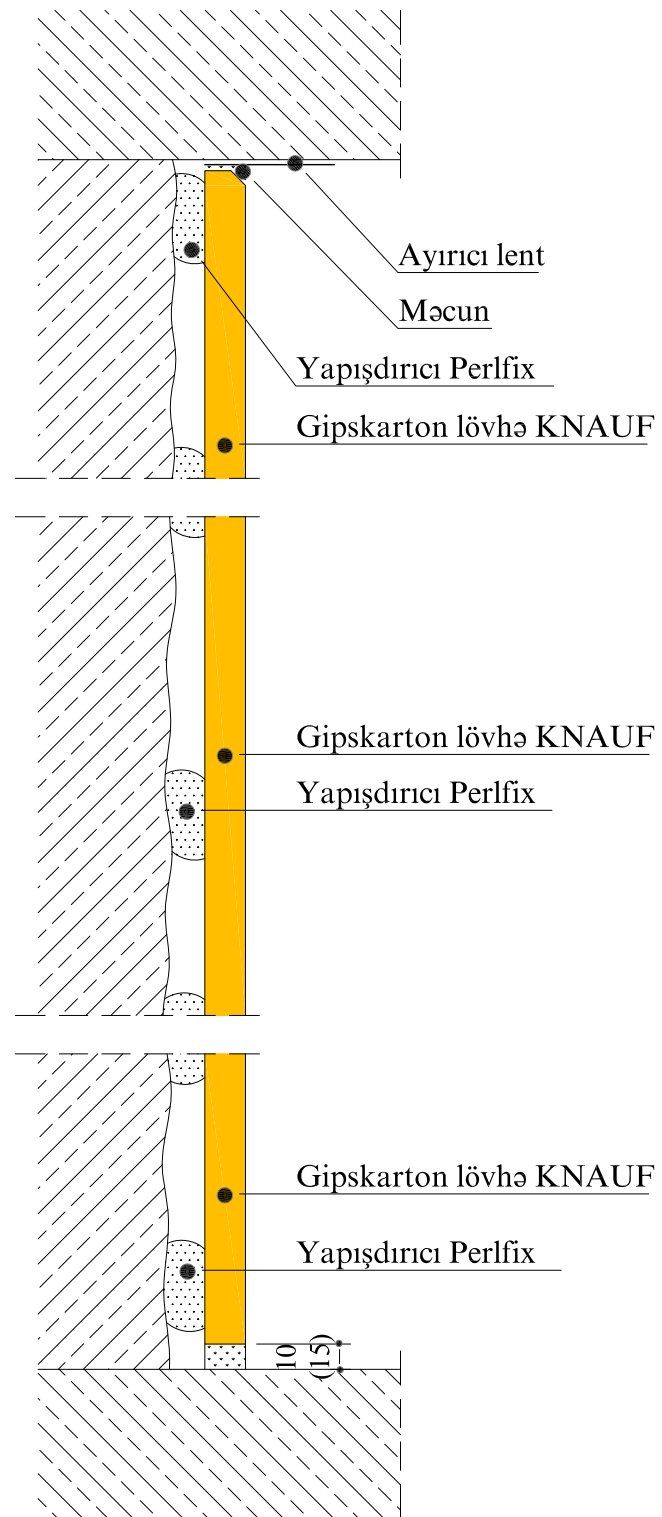 Ayırıcı lent
Məcun
Yapışdırıcı Perlfix
Gipskarton lövhə KNAUF
Gipskarton lövhə KNAUF
Yapışdırıcı Perlfix
Gipskarton lövhə KNAUF
Yapışdırıcı Perlfix
10
(15)